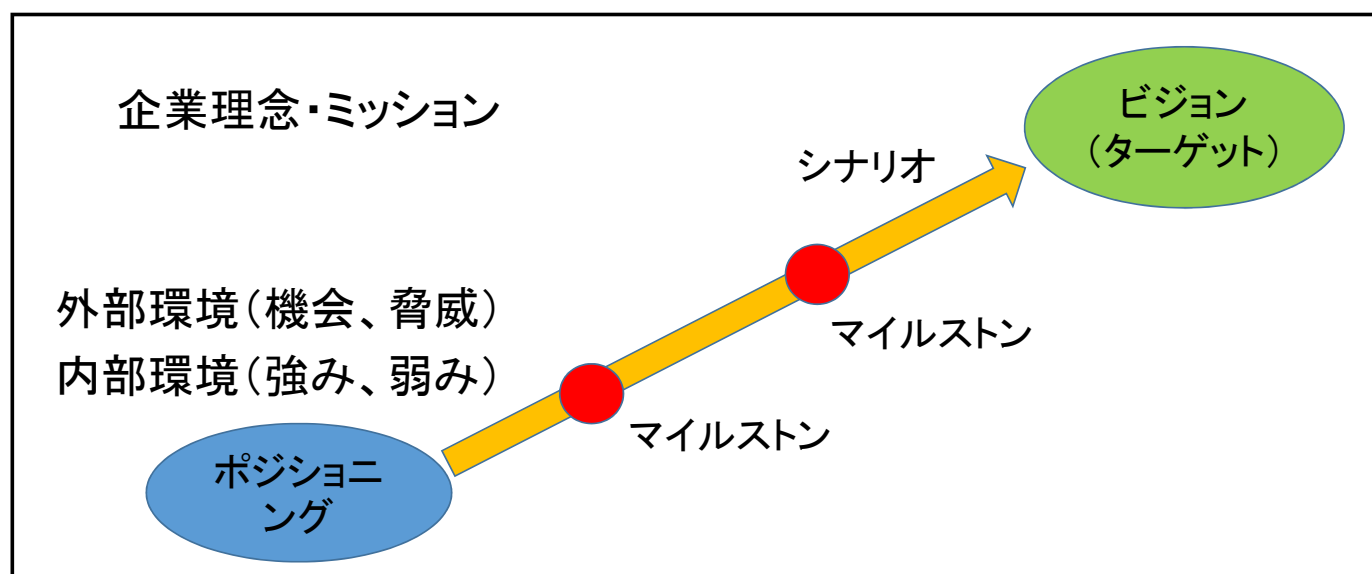 企業理念・ミッション
ビジョン
（ターゲット）
シナリオ
外部環境（機会、脅威）
内部環境（強み、弱み）
マイルストン
マイルストン
ポジショニ
ング